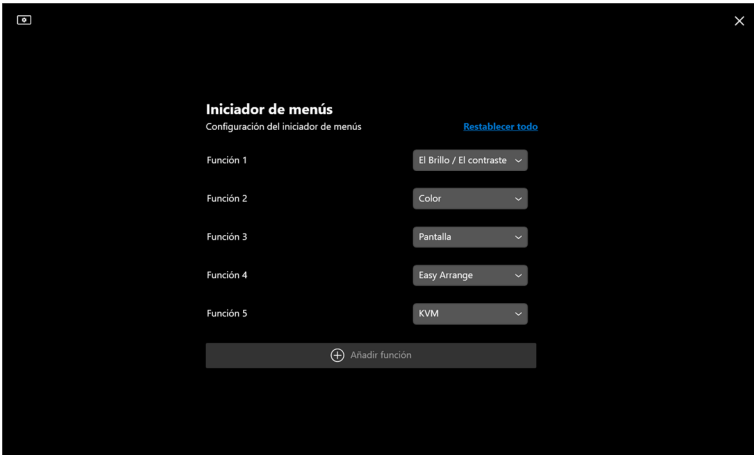 Iniciador de menús
Configuración del iniciador de menús
Restablecer todo
Función 1
El Brillo / El contraste
Función 2
Color
Función 3
Pantalla
Función 4
Easy Arrange
Función 5
KVM
Añadir función